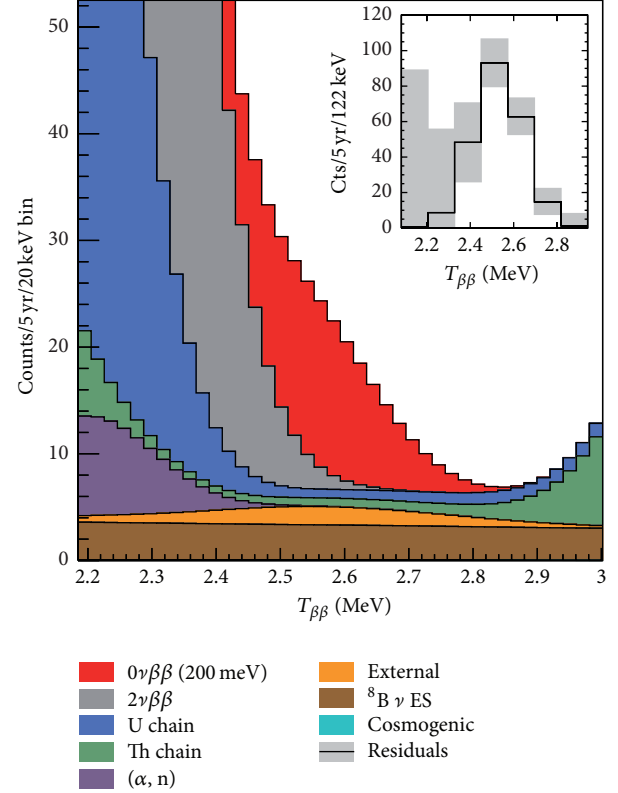 50
40
30
20
10
0
Counts/5 yr/20 keV bin
2.2 2.3 2.4 2.5 2.6 2.7 2.8 2.9 3
Tββ (MeV)
120
100
80
60
40
20
0
Cts/5 yr/122 keV
2.2 2.4 2.6 2.8
Tββ (MeV)
0νββ (200 meV)
2νββ
U chain
Th chain
(α, n)
External
⁸B ν ES
Cosmogenic
Residuals